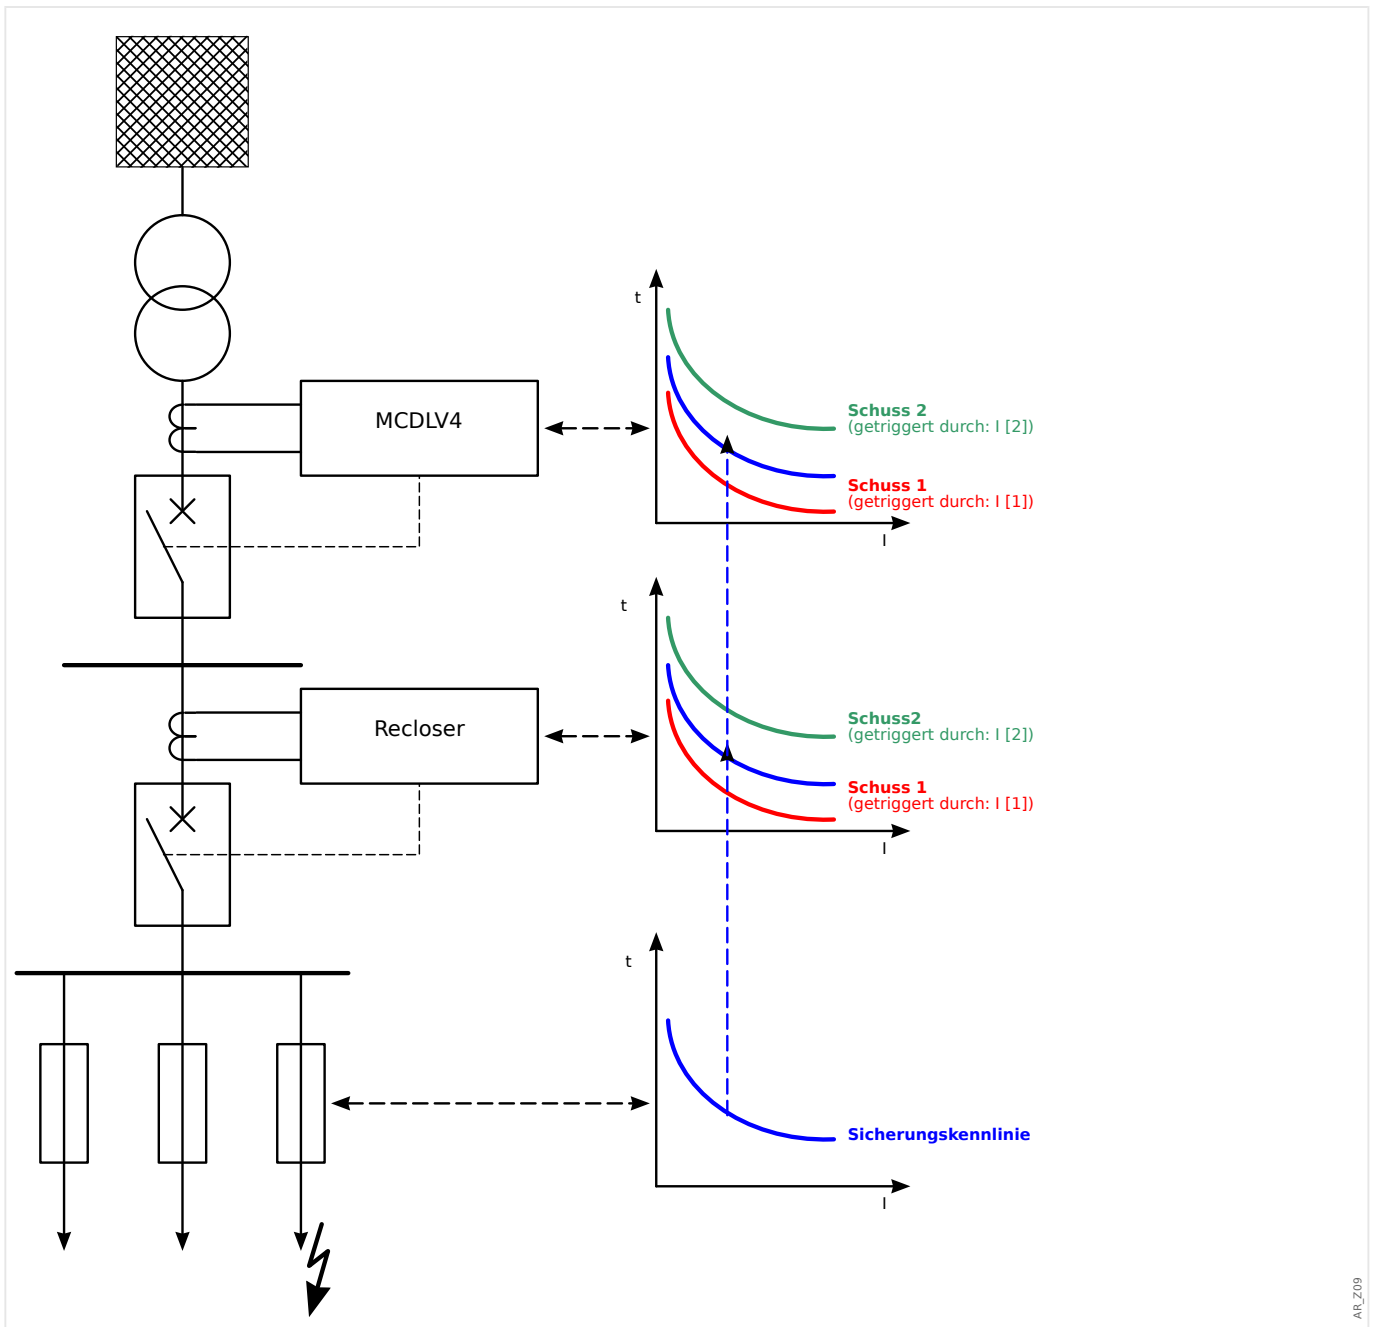 t
MCDLV4
Schuss 2
(getriggert durch: I [2])
Schuss 1
(getriggert durch: I [1])
I
t
Recloser
Schuss2
(getriggert durch: I [2])
Schuss 1
(getriggert durch: I [1])
I
t
Sicherungskennlinie
I
AR_Z09